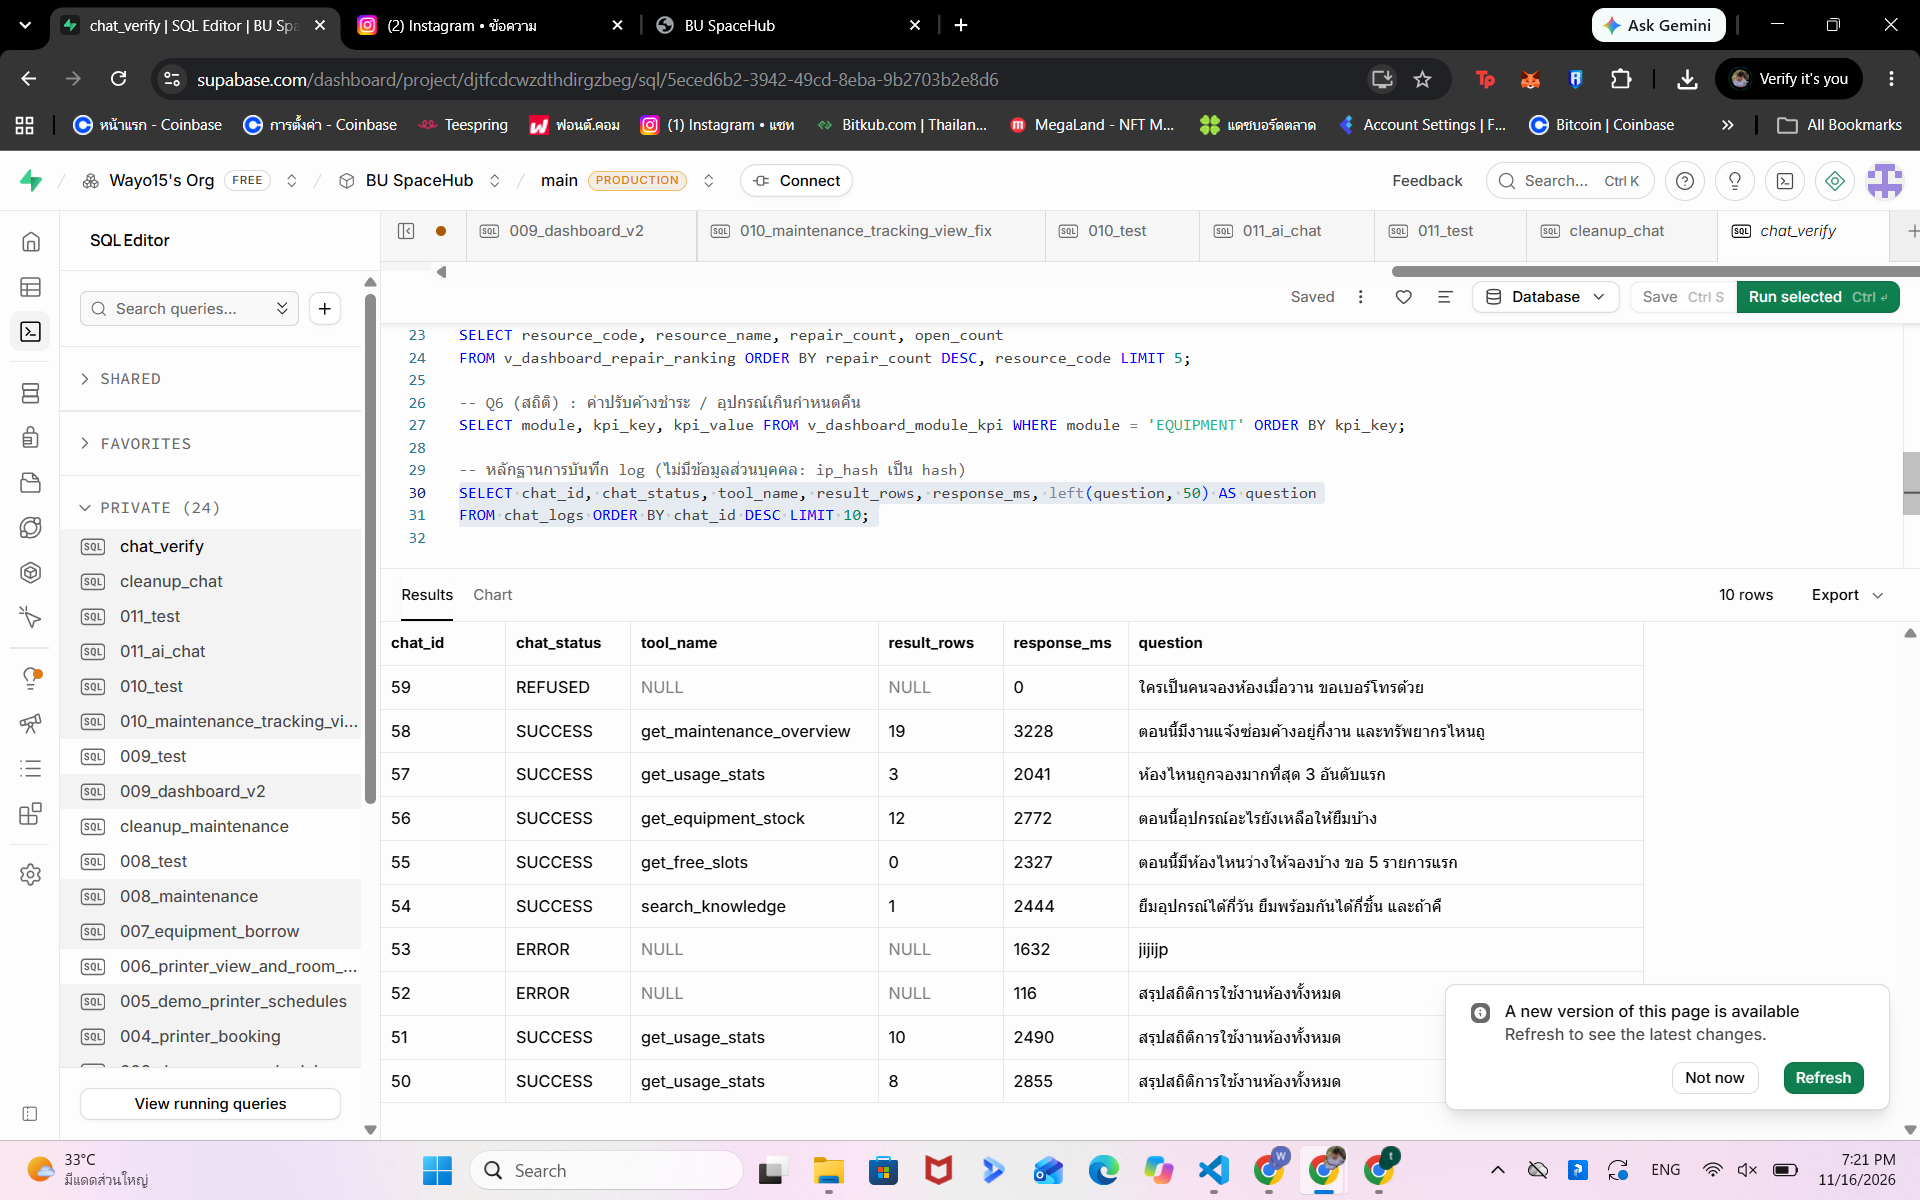 chat_verify | SQL Editor | BU Spa
(2) Instagram • ข้อความ
BU SpaceHub
Ask Gemini
supabase.com/dashboard/project/djtfcdcwzdthdirgzbeg/sql/5eced6b2-3942-49cd-8eba-9b2703b2e8d6
Verify it's you
หน้าแรก - Coinbase
การตั้งค่า - Coinbase
Teespring
ฟอนต์.คอม
(1) Instagram • แชท
Bitkub.com | Thailan...
MegaLand - NFT M...
แดชบอร์ดตลาด
Account Settings | F...
Bitcoin | Coinbase
All Bookmarks
Wayo15's Org FREE
BU SpaceHub
main PRODUCTION
Connect
Feedback
Search... Ctrl K
SQL Editor
009_dashboard_v2
010_maintenance_tracking_view_fix
010_test
011_ai_chat
011_test
cleanup_chat
chat_verify
Search queries...
Saved
Database
Save Ctrl S
Run selected Ctrl
SHARED
FAVORITES
PRIVATE (24)
chat_verify
cleanup_chat
011_test
011_ai_chat
010_test
010_maintenance_tracking_vi...
009_test
009_dashboard_v2
cleanup_maintenance
008_test
008_maintenance
007_equipment_borrow
006_printer_view_and_room_...
005_demo_printer_schedules
004_printer_booking
View running queries
23 SELECT resource_code, resource_name, repair_count, open_count
24 FROM v_dashboard_repair_ranking ORDER BY repair_count DESC, resource_code LIMIT 5;
25
26 -- Q6 (สถิติ) : ค่าปรับค้างชำระ / อุปกรณ์เกินกำหนดคืน
27 SELECT module, kpi_key, kpi_value FROM v_dashboard_module_kpi WHERE module = 'EQUIPMENT' ORDER BY kpi_key;
28
29 -- หลักฐานการบันทึก log (ไม่มีข้อมูลส่วนบุคคล: ip_hash เป็น hash)
30 SELECT chat_id, chat_status, tool_name, result_rows, response_ms, left(question, 50) AS question
31 FROM chat_logs ORDER BY chat_id DESC LIMIT 10;
32
Results Chart
10 rows Export
chat_id chat_status tool_name result_rows response_ms question
59 REFUSED NULL NULL 0 ใครเป็นคนจองห้องเมื่อวาน ขอเบอร์โทรด้วย
58 SUCCESS get_maintenance_overview 19 3228 ตอนนี้มีงานแจ้งซ่อมค้างอยู่กี่งาน และทรัพยากรไหนถู
57 SUCCESS get_usage_stats 3 2041 ห้องไหนถูกจองมากที่สุด 3 อันดับแรก
56 SUCCESS get_equipment_stock 12 2772 ตอนนี้อุปกรณ์อะไรยังเหลือให้ยืมบ้าง
55 SUCCESS get_free_slots 0 2327 ตอนนี้มีห้องไหนว่างให้จองบ้าง ขอ 5 รายการแรก
54 SUCCESS search_knowledge 1 2444 ยืมอุปกรณ์ได้กี่วัน ยืมพร้อมกันได้กี่ชิ้น และถ้าคื
53 ERROR NULL NULL 1632 jijijp
52 ERROR NULL NULL 116 สรุปสถิติการใช้งานห้องทั้งหมด
51 SUCCESS get_usage_stats 10 2490 สรุปสถิติการใช้งานห้องทั้งหมด
50 SUCCESS get_usage_stats 8 2855 สรุปสถิติการใช้งานห้องทั้งหมด
A new version of this page is available
Refresh to see the latest changes.
Not now
Refresh
33°C
มีแดดส่วนใหญ่
Search
ENG
7:21 PM
11/16/2026